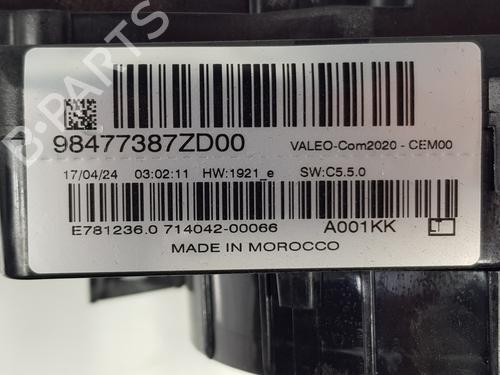 98477387ZD00
VALEO-Com2020 - CEM00
17/04/24 03:02:11 HW:1921_e SW:C5.5.0
E781236.0 714042-00066 A001KK LT
MADE IN MOROCCO
B-PARTS